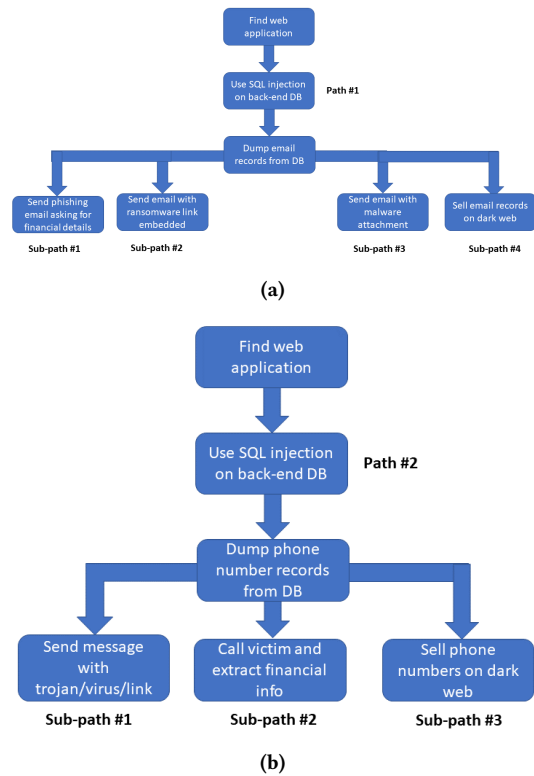 Find web
application
Use SQL injection
on back-end DB
Path #1
Dump email
records from DB
Send phishing
email asking for
financial details
Send email with
ransomware link
embedded
Send email with
malware
attachment
Sell email records
on dark web
Sub-path #1
Sub-path #2
Sub-path #3
Sub-path #4
(a)
Find web
application
Use SQL injection
on back-end DB
Path #2
Dump phone
number records
from DB
Send message
with
trojan/virus/link
Call victim and
extract financial
info
Sell phone
numbers on dark
web
Sub-path #1
Sub-path #2
Sub-path #3
(b)